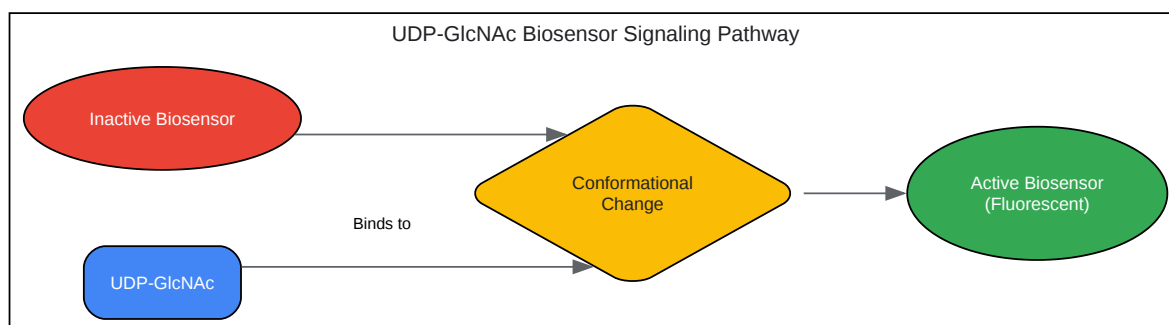 UDP-GlcNAc Biosensor Signaling Pathway
Inactive Biosensor
Conformational
Change
Active Biosensor
(Fluorescent)
Binds to
UDP-GlcNAc